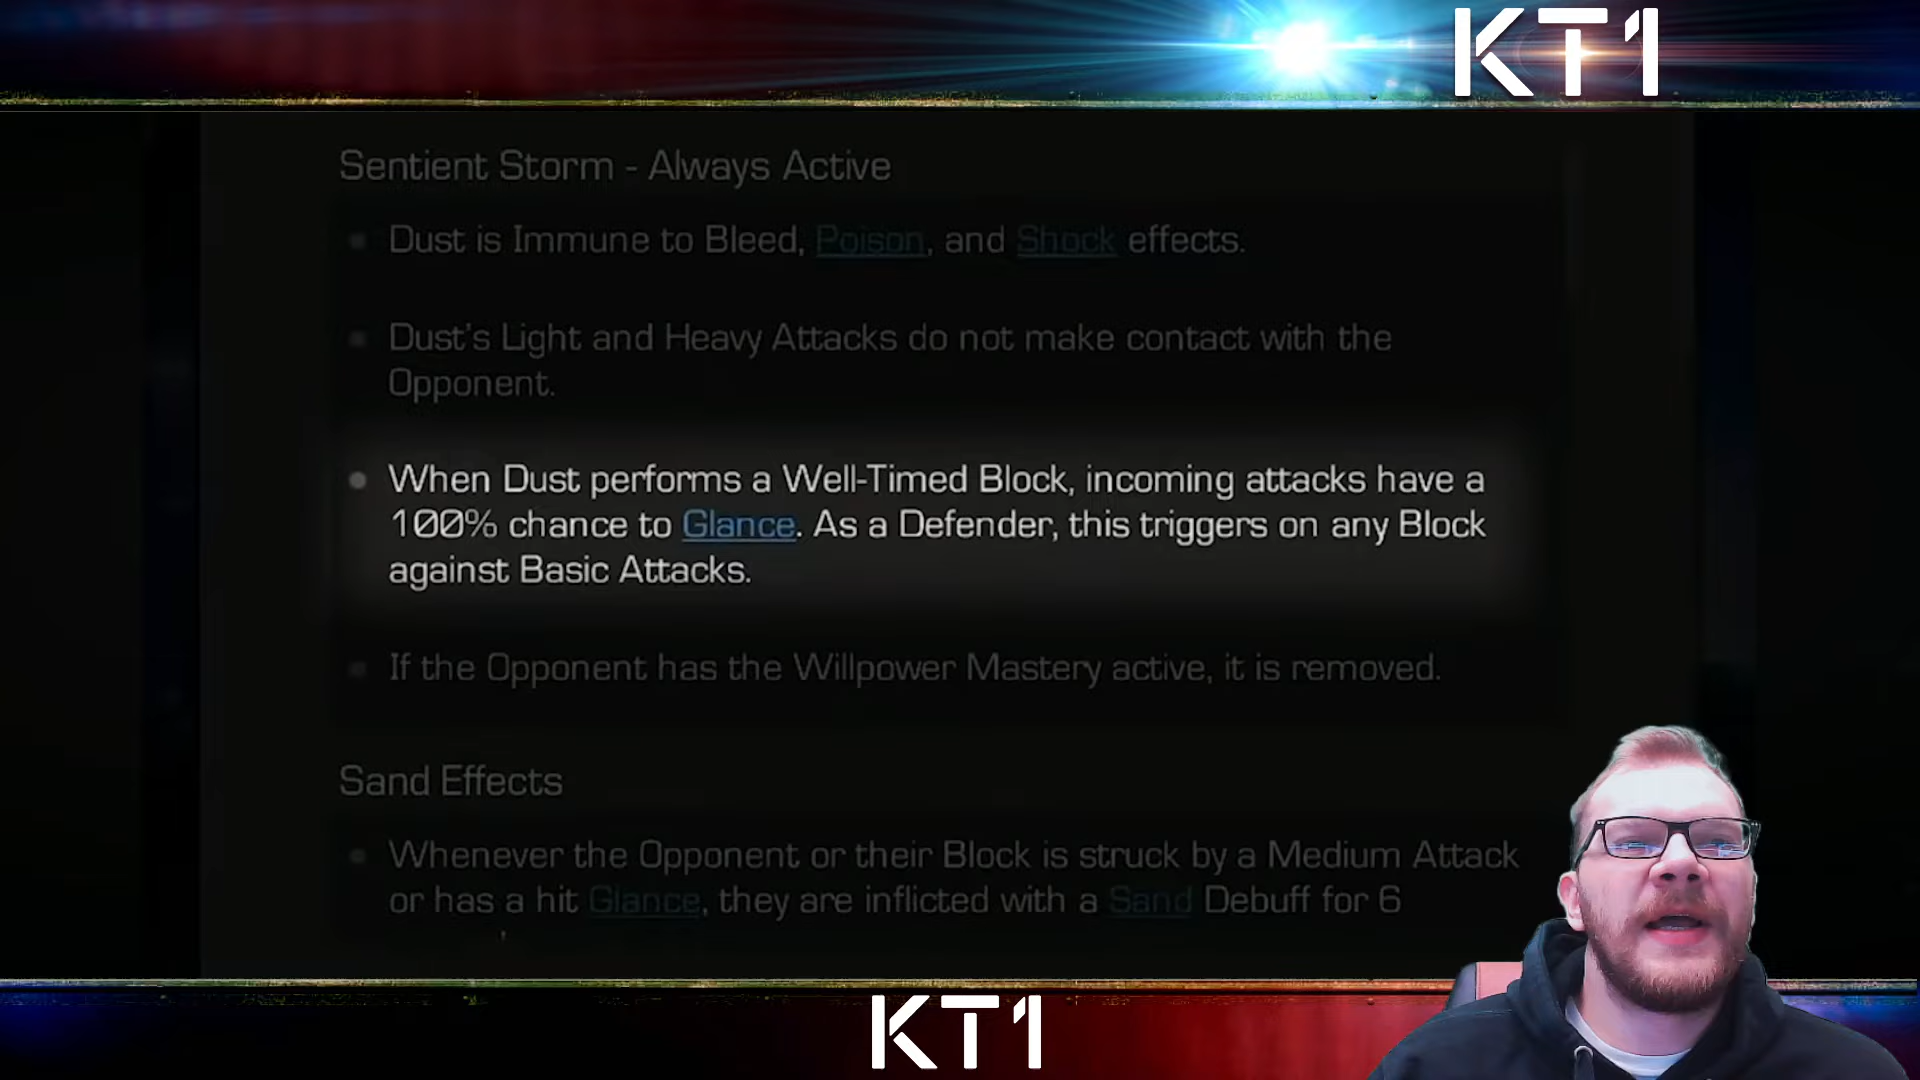 KT1
Sentient Storm - Always Active
Dust is Immune to Bleed, Poison, and Shock effects.
Dust's Light and Heavy Attacks do not make contact with the
Opponent.
When Dust performs a Well-Timed Block, incoming attacks have a
100% chance to Glance. As a Defender, this triggers on any Block
against Basic Attacks.
If the Opponent has the Willpower Mastery active, it is removed.
Sand Effects
Whenever the Opponent or their Block is struck by a Medium Attack
or has a hit Glance, they are inflicted with a Sand Debuff for 6
KT1